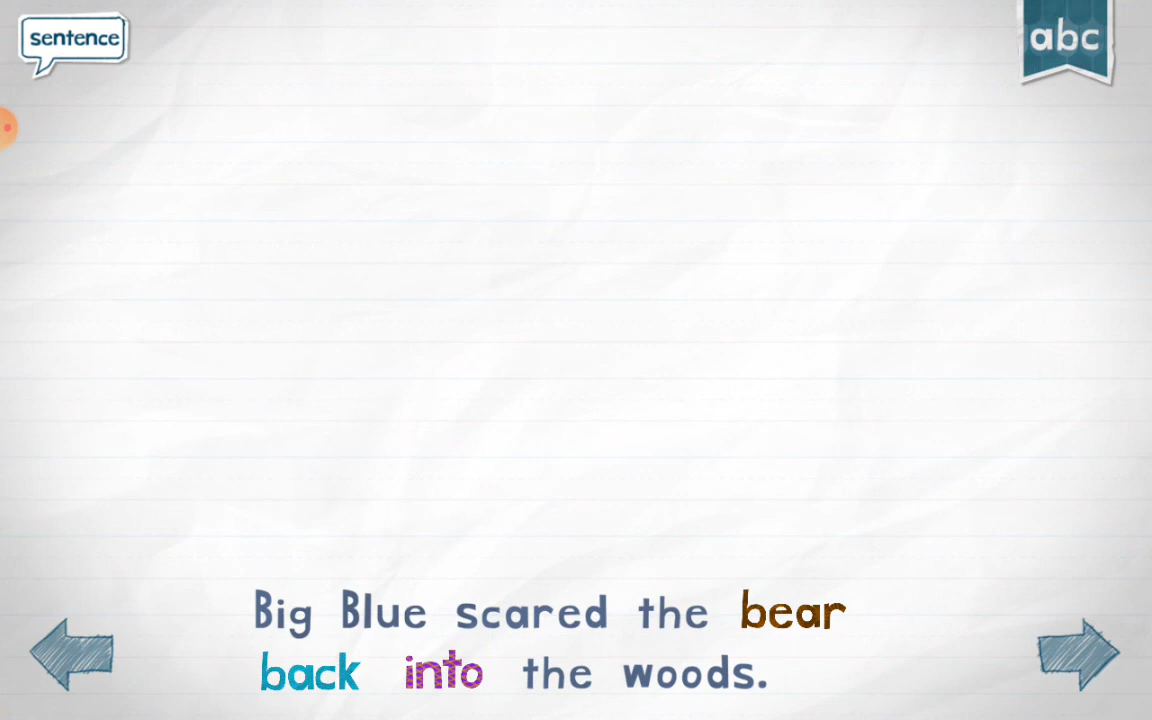 sentence
abc
Big Blue scared the bear
back into the woods.